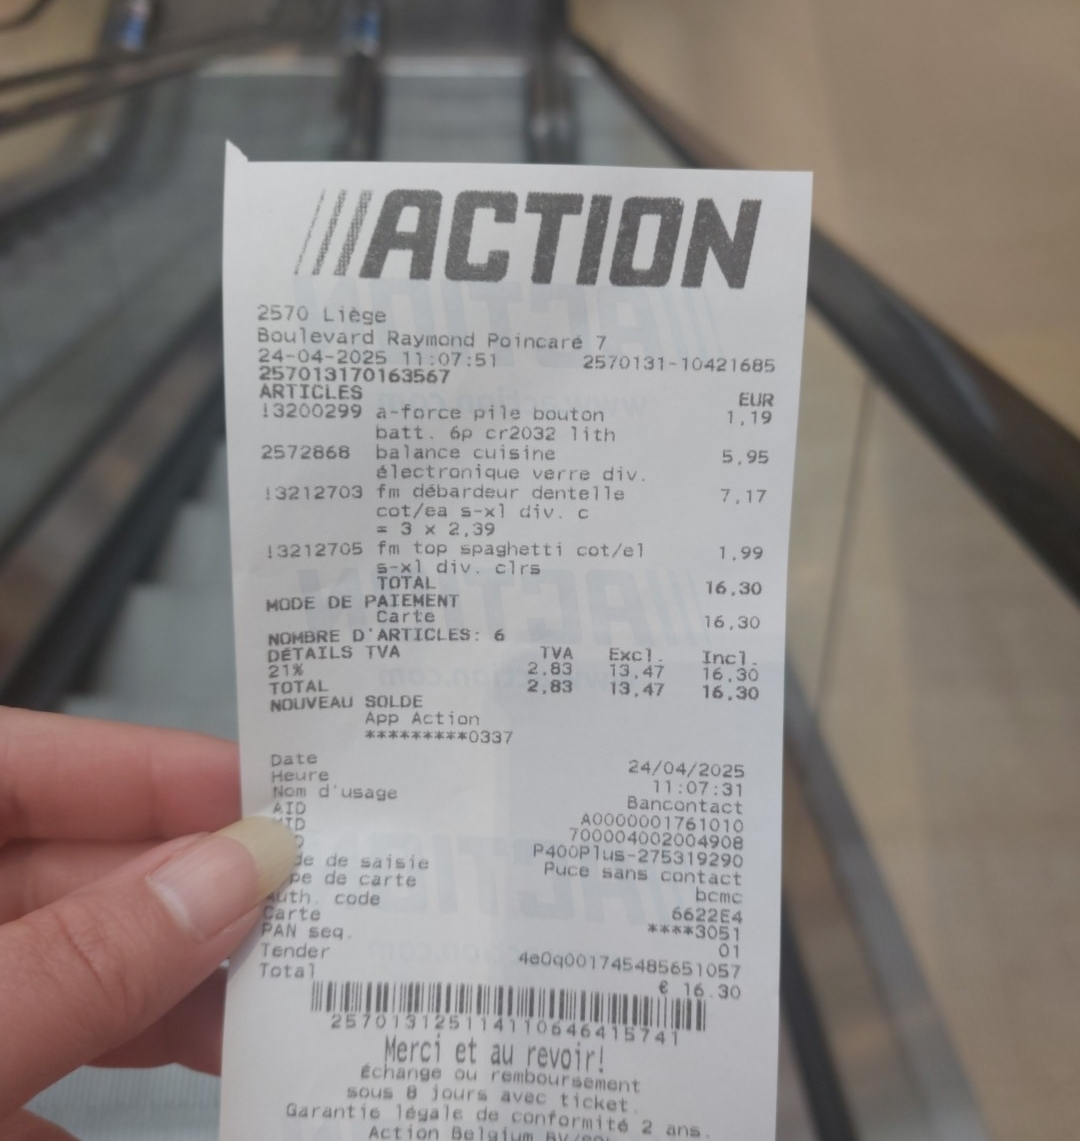 ACTION
2570 Liège
Boulevard Raymond Poincaré 7
24-04-2025 11:07:51 2570131-10421685
257013170163567
ARTICLES EUR
!3200299 a-force pile bouton 1,19
batt. 6p cr2032 lith
2572868 balance cuisine 5,95
électronique verre div.
!3212703 fm débardeur dentelle 7,17
cot/ea s-xl div. c
= 3 x 2,39
!3212705 fm top spaghetti cot/el 1,99
s-xl div. clrs
TOTAL 16,30
MODE DE PAIEMENT
Carte 16,30
NOMBRE D'ARTICLES: 6
DÉTAILS TVA TVA Excl. Incl.
21% 2,83 13,47 16,30
TOTAL 2,83 13,47 16,30
NOUVEAU SOLDE
App Action
*********0337
Date 24/04/2025
Heure 11:07:31
Nom d'usage Bancontact
AID A0000001761010
700004002004908
P400Plus-275319290
de saisie Puce sans contact
de carte bcmc
Auth. code 6622E4
Carte ****3051
PAN seq. 01
Tender 4e0q001745485651057
Total € 16.30
257013125114110646415741
Merci et au revoir!
Échange ou remboursement
sous 8 jours avec ticket.
Garantie légale de conformité 2 ans.
Action Belgium